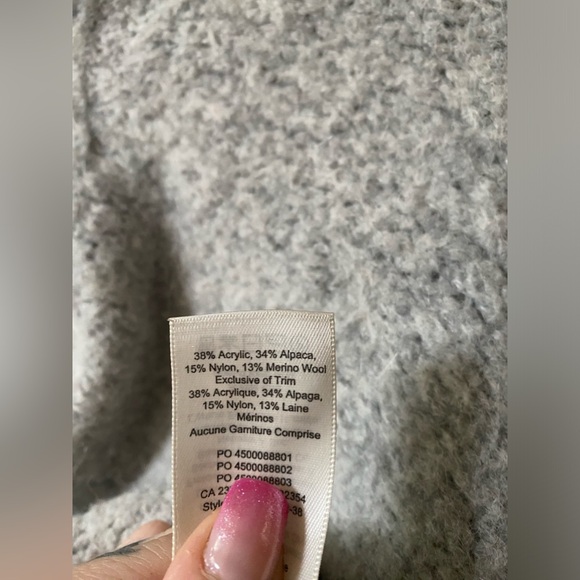 38% Acrylic, 34% Alpaca,
15% Nylon, 13% Merino Wool
Exclusive of Trim
38% Acrylique, 34% Alpaga,
15% Nylon, 13% Laine
Mérinos
Aucune Garniture Comprise
PO 4500088801
PO 4500088802
PO 4500088803
CA